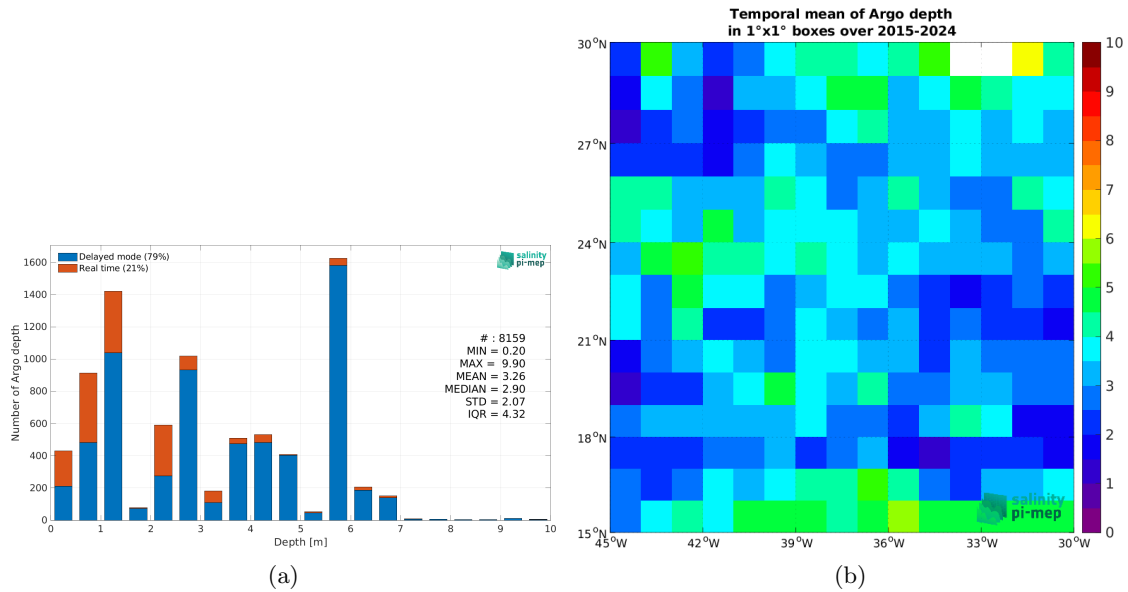 Delayed mode (79%)
Real time (21%)
salinity
pi-mep
# : 8159
MIN = 0.20
MAX = 9.90
MEAN = 3.26
MEDIAN = 2.90
STD = 2.07
IQR = 4.32
Number of Argo depth
1600
1400
1200
1000
800
600
400
200
0
0 1 2 3 4 5 6 7 8 9 10
Depth [m]
(a)
Temporal mean of Argo depth
in 1°x1° boxes over 2015-2024
30°N
27°N
24°N
21°N
18°N
15°N
45°W 42°W 39°W 36°W 33°W 30°W
salinity
pi-mep
10
9
8
7
6
5
4
3
2
1
0
(b)